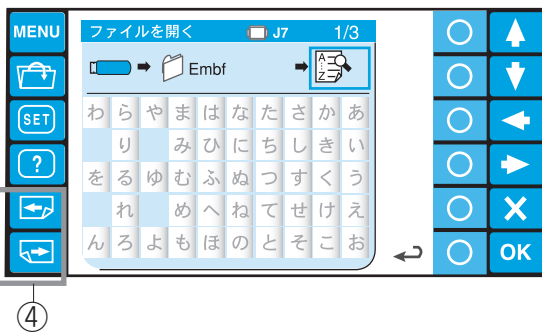 MENU
ファイルを開く J7 1/3
Embf
A
Z
SET
?
わ ら や ま は な た さ か あ
り み ひ に ち し き い
を る ゆ む ふ ぬ つ す く う
れ め へ ね て せ け え
ん ろ よ も ほ の と そ こ お
OK
④